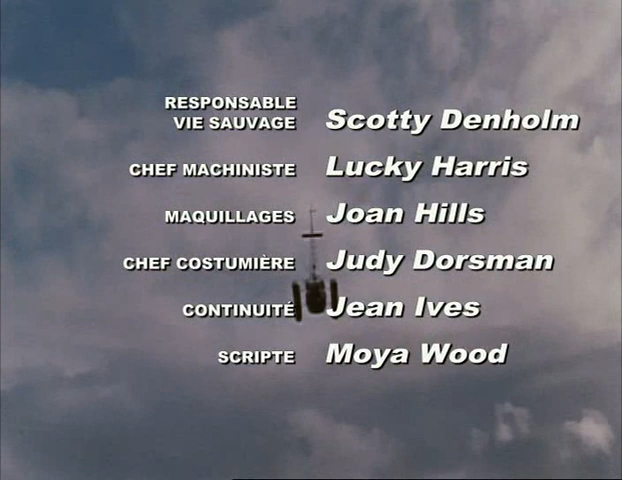 RESPONSABLE
VIE SAUVAGE Scotty Denholm
CHEF MACHINISTE Lucky Harris
MAQUILLAGES Joan Hills
CHEF COSTUMIÈRE Judy Dorsman
CONTINUITÉ Jean Ives
SCRIPTE Moya Wood